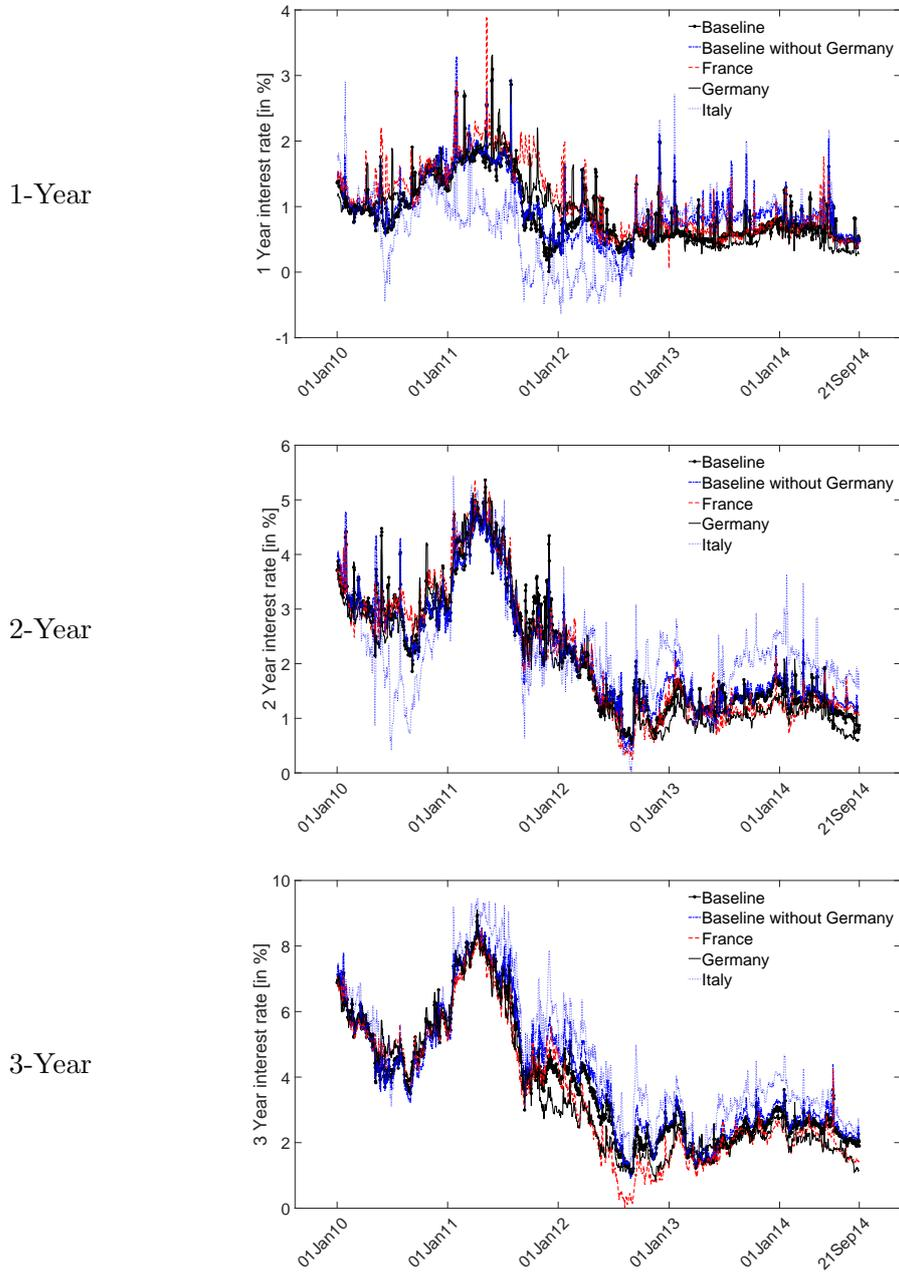 1-Year
1 Year interest rate [in %]
4
3
2
1
0
-1
Baseline
Baseline without Germany
France
Germany
Italy
01Jan10
01Jan11
01Jan12
01Jan13
01Jan14
21Sep14
2-Year
2 Year interest rate [in %]
6
5
4
3
2
1
0
Baseline
Baseline without Germany
France
Germany
Italy
01Jan10
01Jan11
01Jan12
01Jan13
01Jan14
21Sep14
3-Year
3 Year interest rate [in %]
10
8
6
4
2
0
Baseline
Baseline without Germany
France
Germany
Italy
01Jan10
01Jan11
01Jan12
01Jan13
01Jan14
21Sep14